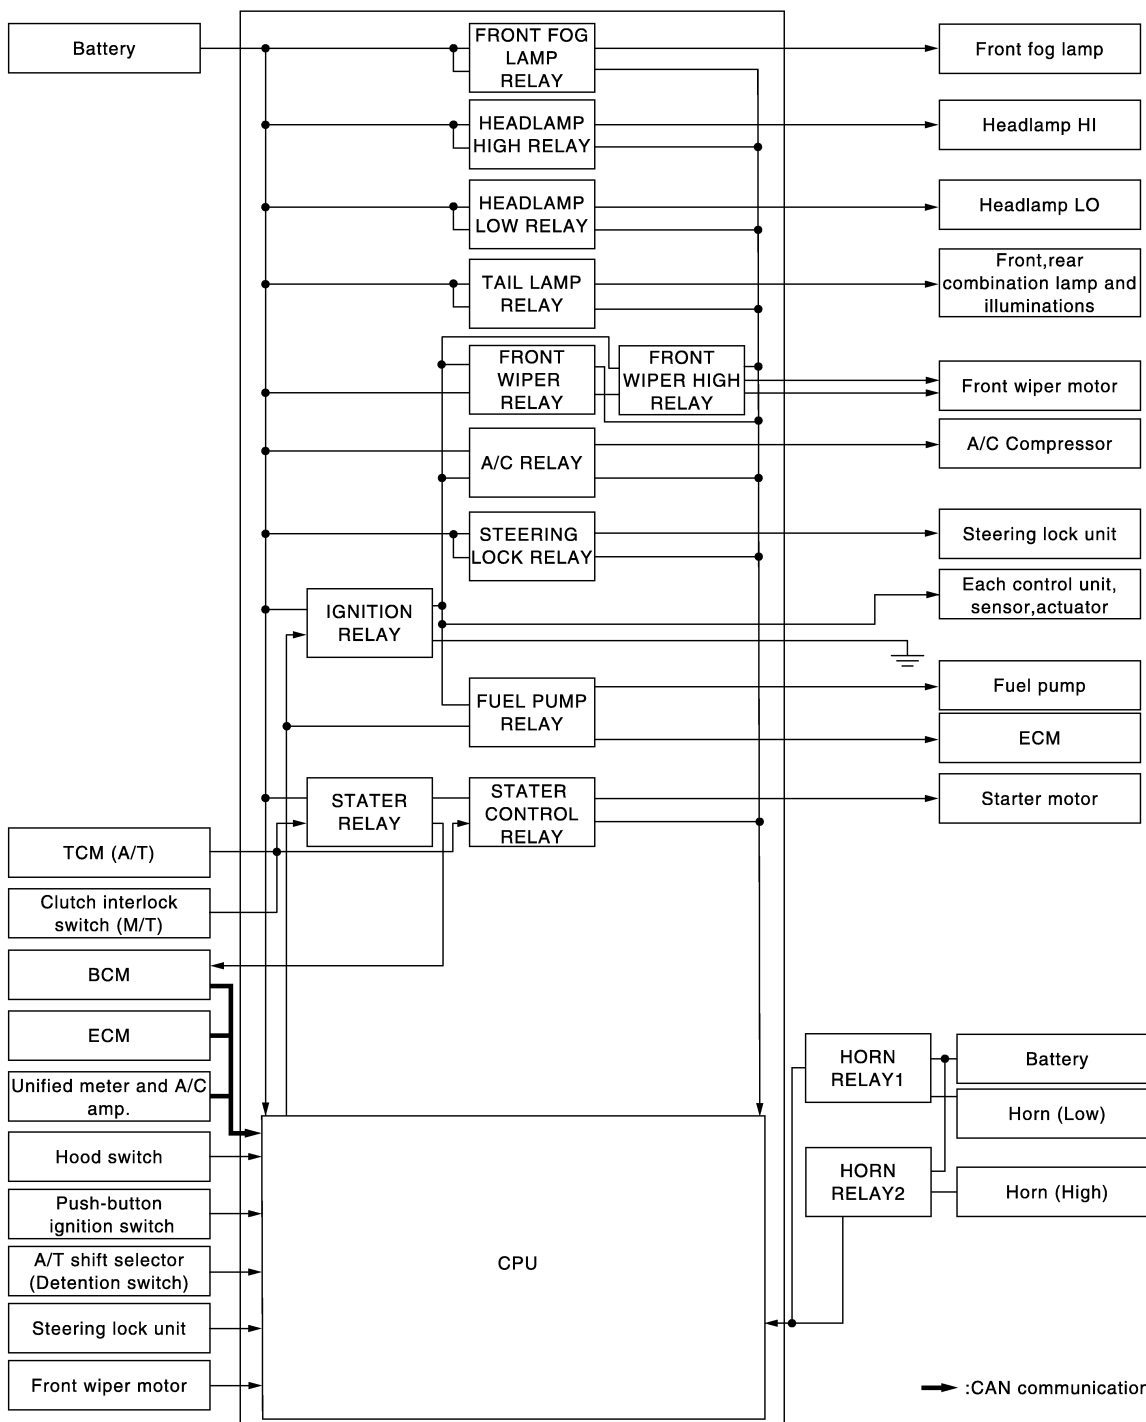 Battery
FRONT FOG
LAMP
RELAY
Front fog lamp
HEADLAMP
HIGH RELAY
Headlamp HI
HEADLAMP
LOW RELAY
Headlamp LO
TAIL LAMP
RELAY
Front,rear
combination lamp and
illuminations
FRONT
WIPER
RELAY
FRONT
WIPER HIGH
RELAY
Front wiper motor
A/C RELAY
A/C Compressor
STEERING
LOCK RELAY
Steering lock unit
IGNITION
RELAY
Each control unit,
sensor,actuator
FUEL PUMP
RELAY
Fuel pump
ECM
STATER
RELAY
STATER
CONTROL
RELAY
Starter motor
TCM (A/T)
Clutch interlock
switch (M/T)
BCM
ECM
Unified meter and A/C
amp.
Hood switch
Push-button
ignition switch
A/T shift selector
(Detention switch)
Steering lock unit
Front wiper motor
CPU
HORN
RELAY1
Battery
Horn (Low)
HORN
RELAY2
Horn (High)
:CAN communication